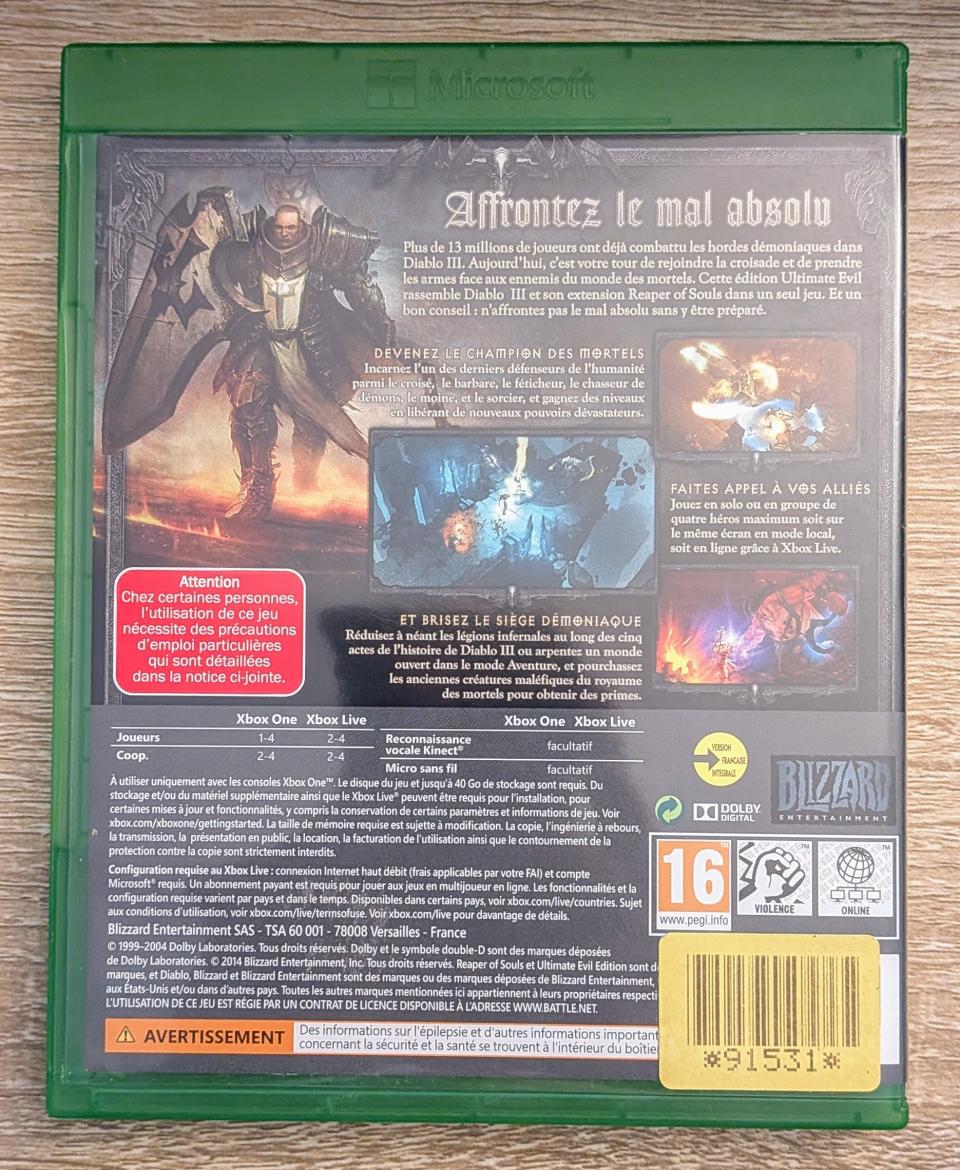 Microsoft
Affrontez le mal absolu
Plus de 13 millions de joueurs ont déjà combattu les hordes démoniaques dans
Diablo III. Aujourd'hui, c'est votre tour de rejoindre la croisade et de prendre
les armes face aux ennemis du monde des mortels. Cette édition Ultimate Evil
rassemble Diablo III et son extension Reaper of Souls dans un seul jeu. Et un
bon conseil : n'affrontez pas le mal absolu sans y être préparé.
DEVENEZ LE CHAMPION DES MORTELS
Incarnez l'un des derniers défenseurs de l'humanité
parmi le croisé, le barbare, le féticheur, le chasseur de
démons, le moine, et le sorcier, et gagnez des niveaux
en libérant de nouveaux pouvoirs dévastateurs.
FAITES APPEL À VOS ALLIÉS
Jouez en solo ou en groupe de
quatre héros maximum soit sur
le même écran en mode local,
soit en ligne grâce à Xbox Live.
Attention
Chez certaines personnes,
l'utilisation de ce jeu
nécessite des précautions
d'emploi particulières
qui sont détaillées
dans la notice ci-jointe.
ET BRISEZ LE SIÈGE DÉMONIAQUE
Réduisez à néant les légions infernales au long des cinq
actes de l'histoire de Diablo III ou arpentez un monde
ouvert dans le mode Aventure, et pourchassez
les anciennes créatures maléfiques du royaume
des mortels pour obtenir des primes.
Xbox One Xbox Live
Joueurs 1-4 2-4
Coop. 2-4 2-4
Xbox One Xbox Live
Reconnaissance
vocale Kinect® facultatif
Micro sans fil facultatif
VERSION
FRANÇAISE
INTÉGRALE
BLIZZARD
ENTERTAINMENT
DOLBY
DIGITAL
À utiliser uniquement avec les consoles Xbox One™. Le disque du jeu et jusqu'à 40 Go de stockage sont requis. Du
stockage et/ou du matériel supplémentaire ainsi que le Xbox Live® peuvent être requis pour l'installation, pour
certaines mises à jour et fonctionnalités, y compris la conservation de certains paramètres et informations de jeu. Voir
xbox.com/xboxone/gettingstarted. La taille de mémoire requise est sujette à modification. La copie, l'ingénierie à rebours,
la transmission, la présentation en public, la location, la facturation de l'utilisation ainsi que le contournement de la
protection contre la copie sont strictement interdits.
Configuration requise au Xbox Live : connexion Internet haut débit (frais applicables par votre FAI) et compte
Microsoft® requis. Un abonnement payant est requis pour jouer aux jeux en multijoueur en ligne. Les fonctionnalités et la
configuration requise varient par pays et dans le temps. Disponibles dans certains pays, voir xbox.com/live/countries. Sujet
aux conditions d'utilisation, voir xbox.com/live/termsofuse. Voir xbox.com/live pour davantage de détails.
Blizzard Entertainment SAS - TSA 60 001 - 78008 Versailles - France
© 1999–2004 Dolby Laboratories. Tous droits réservés. Dolby et le symbole double-D sont des marques déposées
de Dolby Laboratories. © 2014 Blizzard Entertainment, Inc. Tous droits réservés. Reaper of Souls et Ultimate Evil Edition sont d
marques, et Diablo, Blizzard et Blizzard Entertainment sont des marques ou des marques déposées de Blizzard Entertainment,
aux États-Unis et/ou dans d'autres pays. Toutes les autres marques mentionnées ici appartiennent à leurs propriétaires respecti
L'UTILISATION DE CE JEU EST RÉGIE PAR UN CONTRAT DE LICENCE DISPONIBLE À L'ADRESSE WWW.BATTLE.NET.
16
www.pegi.info
VIOLENCE
ONLINE
AVERTISSEMENT
Des informations sur l'épilepsie et d'autres informations important
concernant la sécurité et la santé se trouvent à l'intérieur du boîtie
*91531*